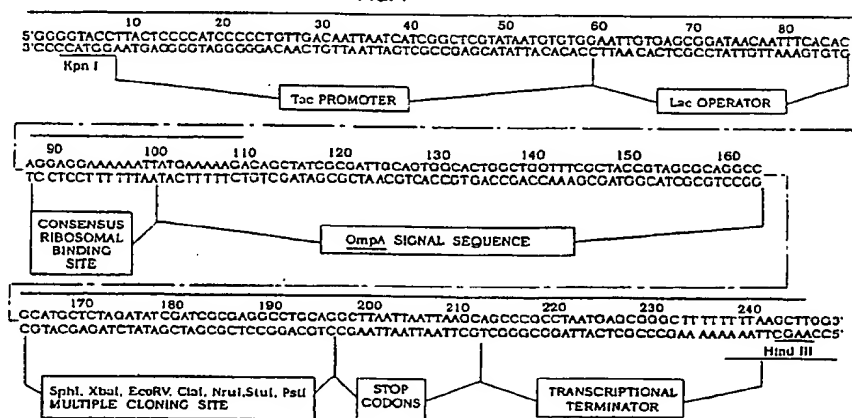 10 20 30 40 50 60 70 80
5'GGGGTACCTTACTCCCCATCCCCCTGTTGACAATTAATCATCGGCTCGTATAATGTGTGGAATTGTGAGCGGATAACAATTTCACAC
3'CCCCATGGAATGAGGGGTAGGGGGACAACTGTTAATTAGTCGCCGAGCATATTACACACCTTAACACTCGCCTATTGTTAAAGTGTG
Kpn I
Tac PROMOTER
Lac OPERATOR
90 100 110 120 130 140 150 160
AGGAGGAAAAAATTATGAAAAAGACAGCTATCGCGATTGCAGTGGCACTGGCTGGTTTCGCTACCGTAGCGCAGGCC
TCCTCCTTTTTTAATACTTTTTCTGTCGATAGCGCTAACGTCACCGTGACCGACCAAAGCGATGGCATCGCGTCCGG
CONSENSUS
RIBOSOMAL
BINDING
SITE
OmpA SIGNAL SEQUENCE
170 180 190 200 210 220 230 240
GCATGCTCTAGATATCGATCGCGAGGCCTGCAGGCTTAATTAATTAAGCAGCCCGCCTAATGAGCGGGCTTTTTTTTAAGCTTGG3'
CGTACGAGATCTATAGCTAGCGCTCCGGACGTCCGAATTAATTAATTCGTCGGGCGGATTACTCGCCCGAAAAAAAATTCGAACC5'
Hind III
SphI, XbaI, EcoRV, ClaI, NruI,StuI, PstI
MULTIPLE CLONING SITE
STOP
CODONS
TRANSCRIPTIONAL
TERMINATOR